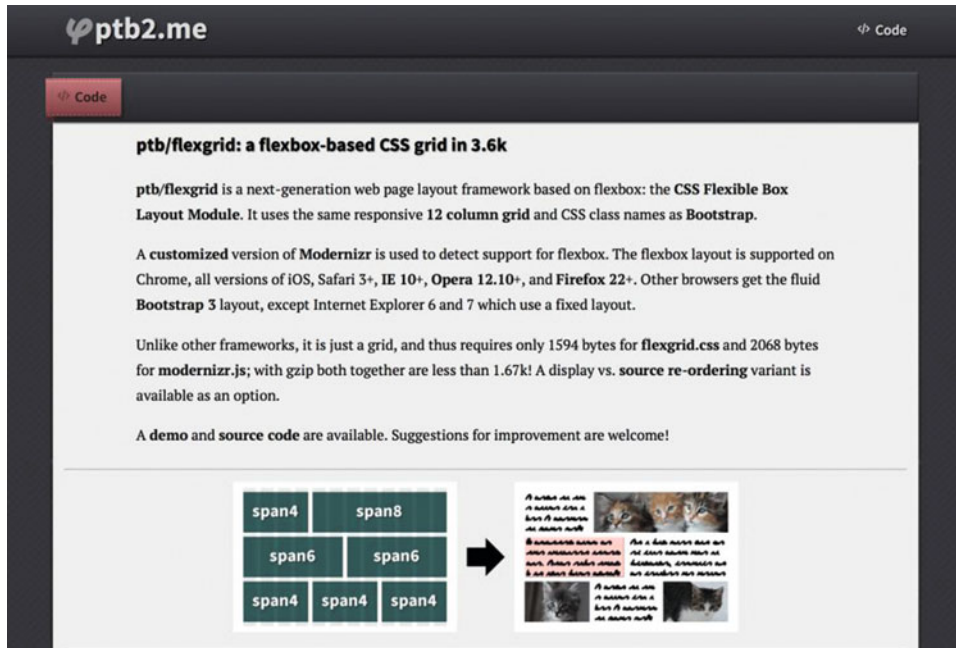 φptb2.me
</> Code
</> Code
ptb/flexgrid: a flexbox-based CSS grid in 3.6k
ptb/flexgrid is a next-generation web page layout framework based on flexbox: the CSS Flexible Box
Layout Module. It uses the same responsive 12 column grid and CSS class names as Bootstrap.
A customized version of Modernizr is used to detect support for flexbox. The flexbox layout is supported on
Chrome, all versions of iOS, Safari 3+, IE 10+, Opera 12.10+, and Firefox 22+. Other browsers get the fluid
Bootstrap 3 layout, except Internet Explorer 6 and 7 which use a fixed layout.
Unlike other frameworks, it is just a grid, and thus requires only 1594 bytes for flexgrid.css and 2068 bytes
for modernizr.js; with gzip both together are less than 1.67k! A display vs. source re-ordering variant is
available as an option.
A demo and source code are available. Suggestions for improvement are welcome!
span4 span8
span6 span6
span4 span4 span4